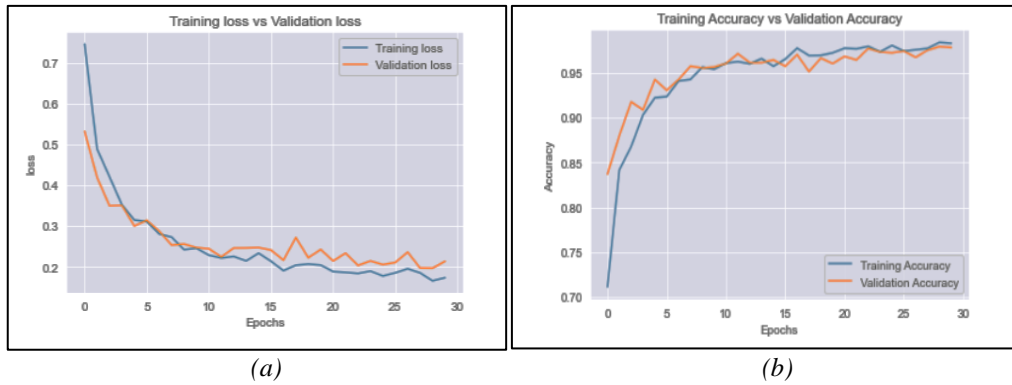 Training loss vs Validation loss
Training loss
Validation loss
0.7
0.6
0.5
0.4
0.3
0.2
loss
0 5 10 15 20 25 30
Epochs
(a)
Training Accuracy vs Validation Accuracy
0.95
0.90
0.85
0.80
0.75
0.70
Accuracy
Training Accuracy
Validation Accuracy
0 5 10 15 20 25 30
Epochs
(b)